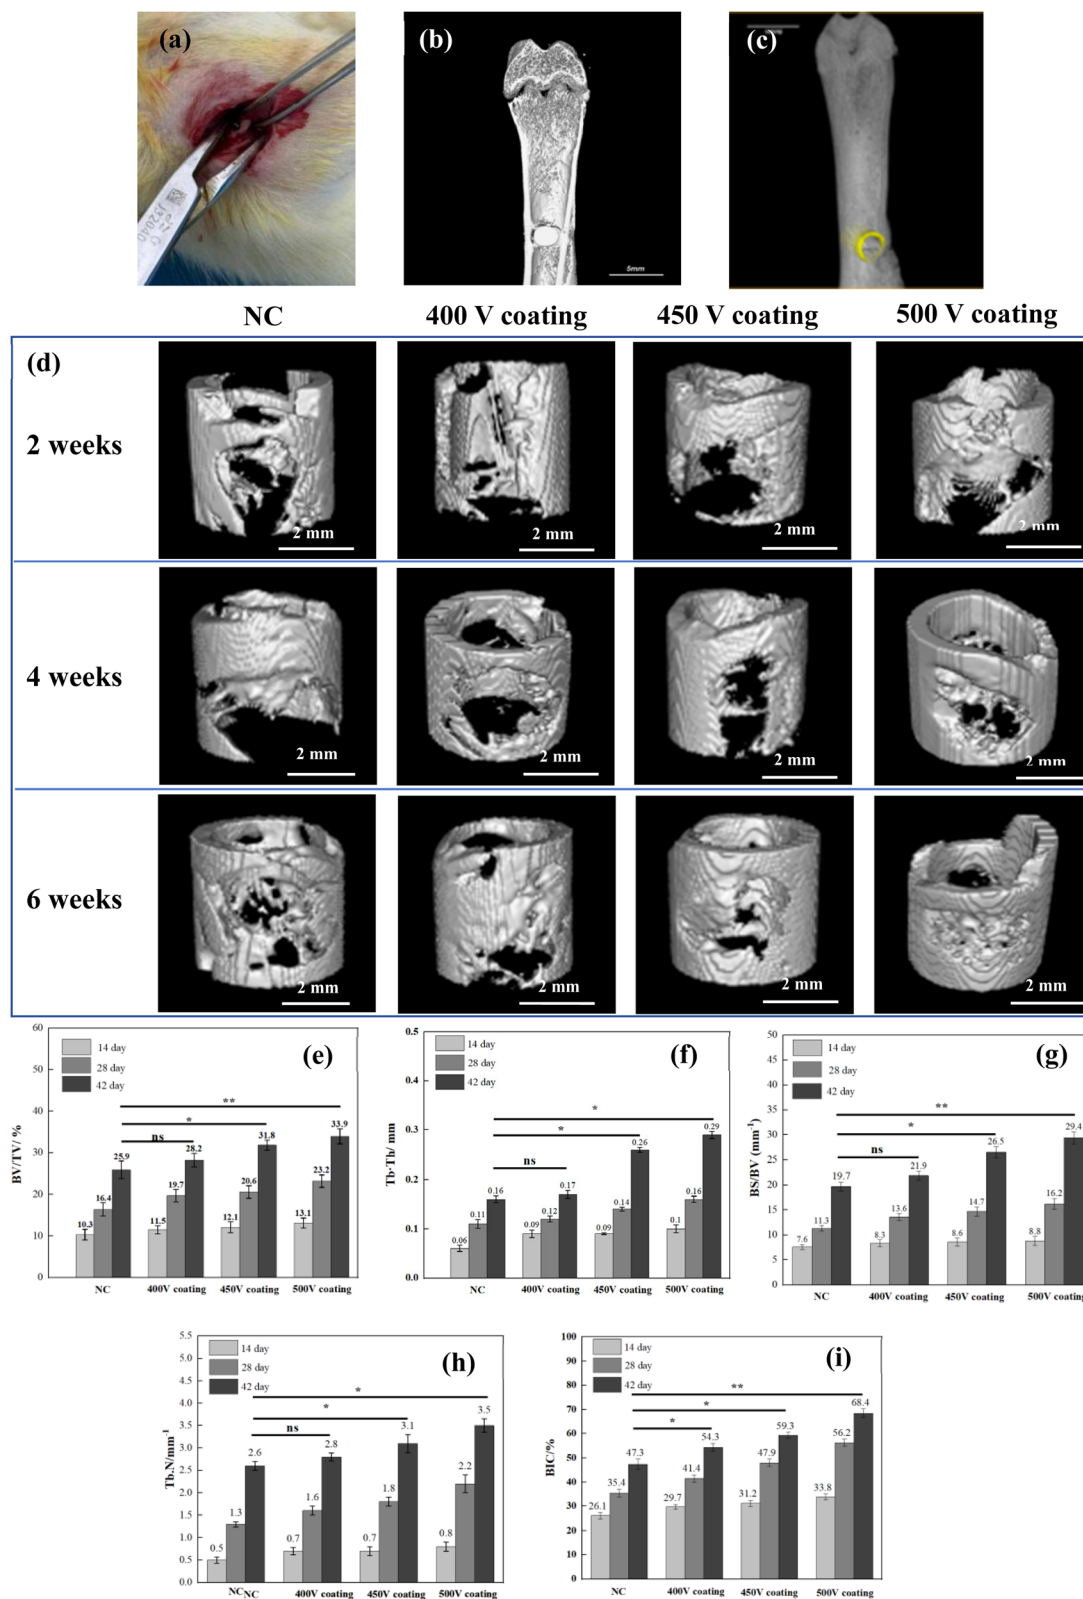 (a)
(b)
(c)
J32040
5mm
NC
400 V coating
450 V coating
500 V coating
(d)
2 weeks
2 mm
2 mm
2 mm
2 mm
4 weeks
2 mm
2 mm
2 mm
2 mm
6 weeks
2 mm
2 mm
2 mm
2 mm
(e)
14 day
28 day
42 day
BV/TV/ %
60
50
40
30
20
10
0
**
*
ns
10.3
16.4
25.9
11.5
19.7
28.2
12.1
20.6
31.8
13.1
23.2
33.9
NC
400V coating
450V coating
500V coating
(f)
14 day
28 day
42 day
Tb·Th/ mm
0.5
0.4
0.3
0.2
0.1
0.0
*
*
ns
0.06
0.11
0.16
0.09
0.12
0.17
0.09
0.14
0.26
0.1
0.16
0.29
NC
400V coating
450V coating
500V coating
(g)
14 day
28 day
42 day
BS/BV (mm⁻¹)
50
45
40
35
30
25
20
15
10
5
0
**
*
ns
7.6
11.3
19.7
8.3
13.6
21.9
8.6
14.7
26.5
8.8
16.2
29.4
NC
400V coating
450V coating
500V coating
(h)
14 day
28 day
42 day
Tb.N/mm⁻¹
5.5
5.0
4.5
4.0
3.5
3.0
2.5
2.0
1.5
1.0
0.5
0.0
*
*
ns
0.5
1.3
2.6
0.7
1.6
2.8
0.7
1.8
3.1
0.8
2.2
3.5
NC
NC
400V coating
450V coating
500V coating
(i)
14 day
28 day
42 day
BIC/%
100
90
80
70
60
50
40
30
20
10
0
**
*
*
26.1
35.4
47.3
29.7
41.4
54.3
31.2
47.9
59.3
33.8
56.2
68.4
NC
400V coating
450V coating
500V coating